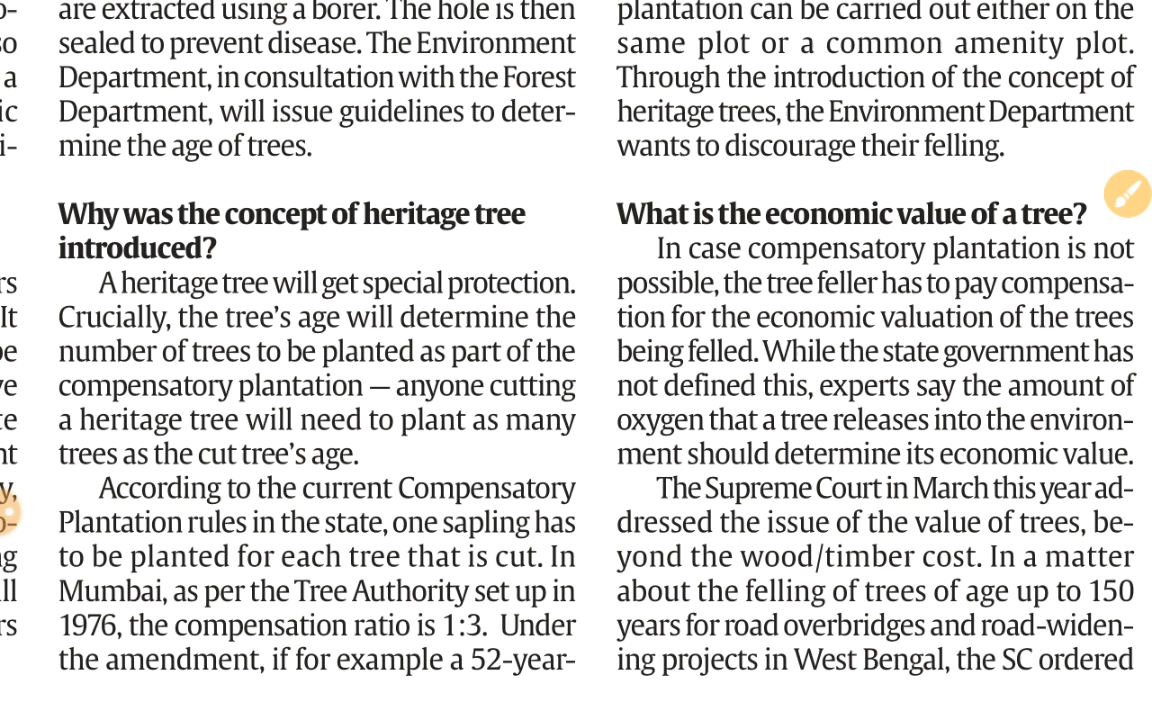 o-
so
a
ic
i-
rs
It
be
ve
te
nt
y,
o-
ng
ll
rs
are extracted using a borer. The hole is then
sealed to prevent disease. The Environment
Department, in consultation with the Forest
Department, will issue guidelines to deter-
mine the age of trees.
Why was the concept of heritage tree
introduced?
A heritage tree will get special protection.
Crucially, the tree's age will determine the
number of trees to be planted as part of the
compensatory plantation — anyone cutting
a heritage tree will need to plant as many
trees as the cut tree's age.
According to the current Compensatory
Plantation rules in the state, one sapling has
to be planted for each tree that is cut. In
Mumbai, as per the Tree Authority set up in
1976, the compensation ratio is 1:3. Under
the amendment, if for example a 52-year-
plantation can be carried out either on the
same plot or a common amenity plot.
Through the introduction of the concept of
heritage trees, the Environment Department
wants to discourage their felling.
What is the economic value of a tree?
In case compensatory plantation is not
possible, the tree feller has to pay compensa-
tion for the economic valuation of the trees
being felled. While the state government has
not defined this, experts say the amount of
oxygen that a tree releases into the environ-
ment should determine its economic value.
The Supreme Court in March this year ad-
dressed the issue of the value of trees, be-
yond the wood/timber cost. In a matter
about the felling of trees of age up to 150
years for road overbridges and road-widen-
ing projects in West Bengal, the SC ordered